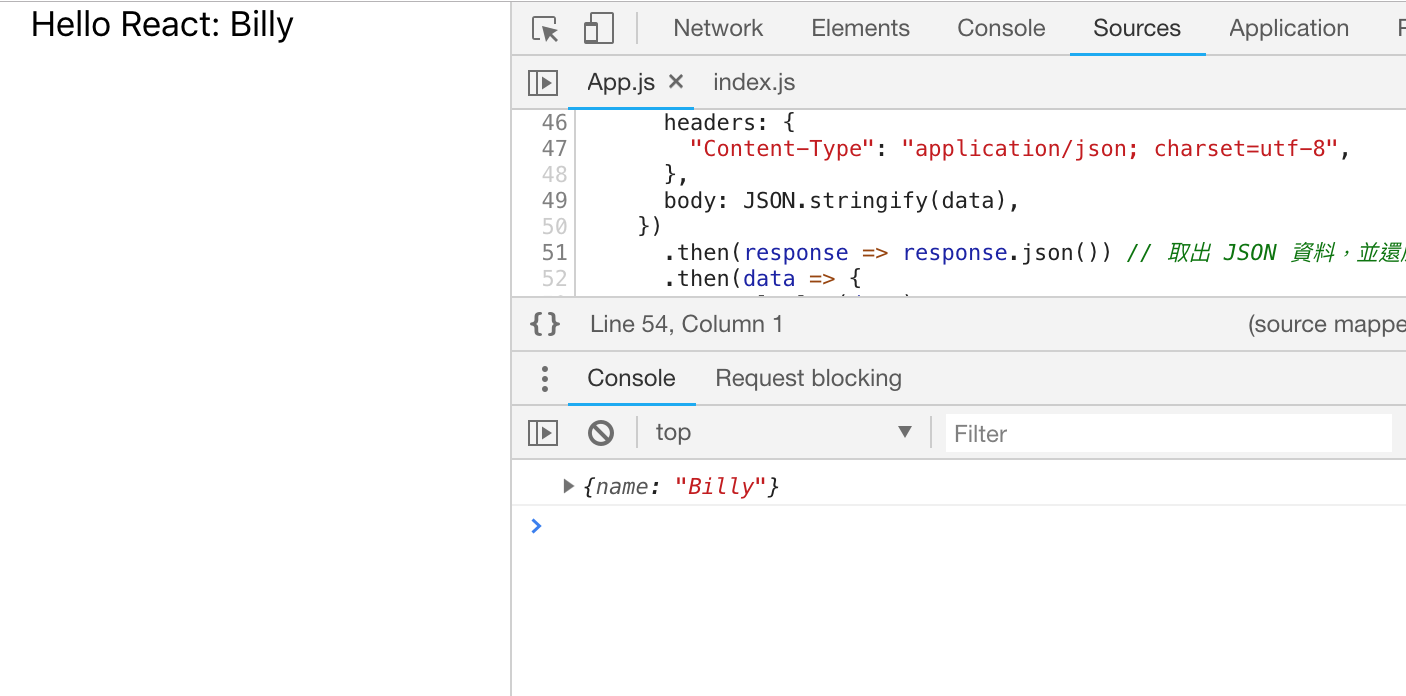 Hello React: Billy
Network Elements Console Sources Application
App.js × index.js
46 headers: {
47 "Content-Type": "application/json; charset=utf-8",
48 },
49 body: JSON.stringify(data),
50 })
51 .then(response => response.json()) // 取出 JSON 資料，並還
52 .then(data => {
{} Line 54, Column 1 (source mappe
Console Request blocking
top ▼ Filter
▶ {name: "Billy"}
>